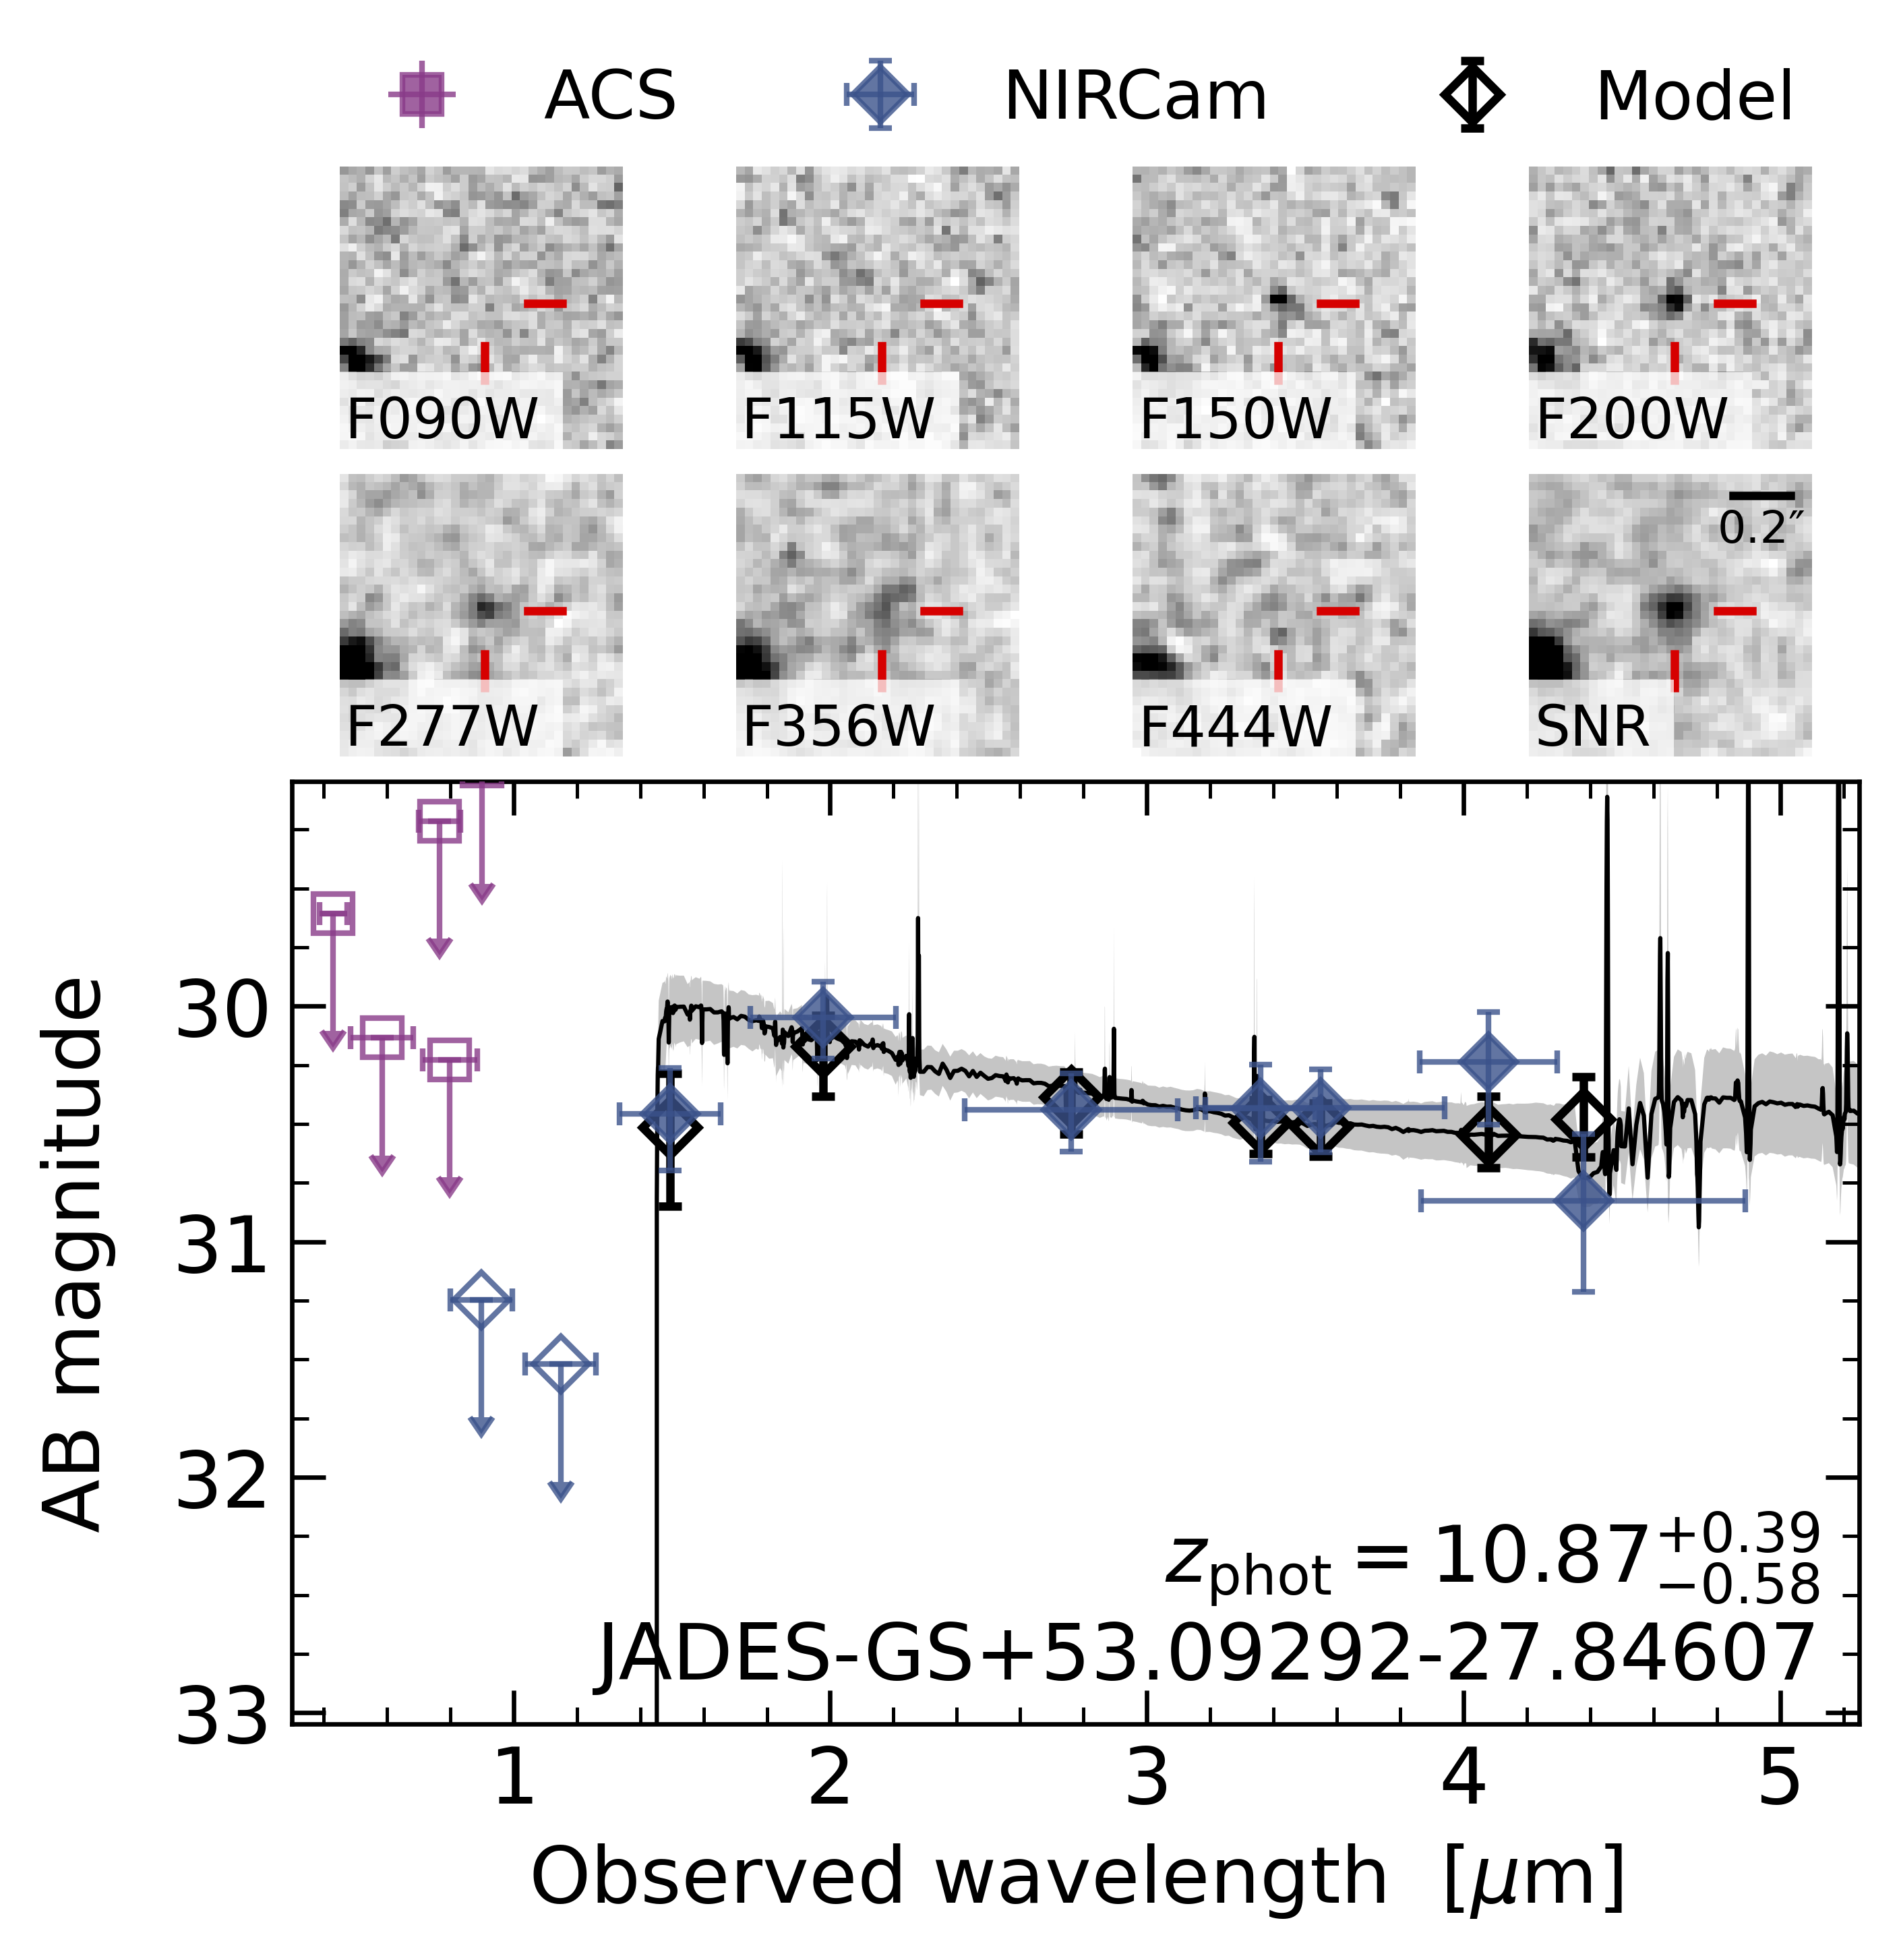 ACS NIRCam Model
F090W F115W F150W F200W
0.2″
F277W F356W F444W SNR
AB magnitude
30
31
32
33
z_phot = 10.87 +0.39 −0.58
JADES-GS+53.09292-27.84607
1 2 3 4 5
Observed wavelength [μm]